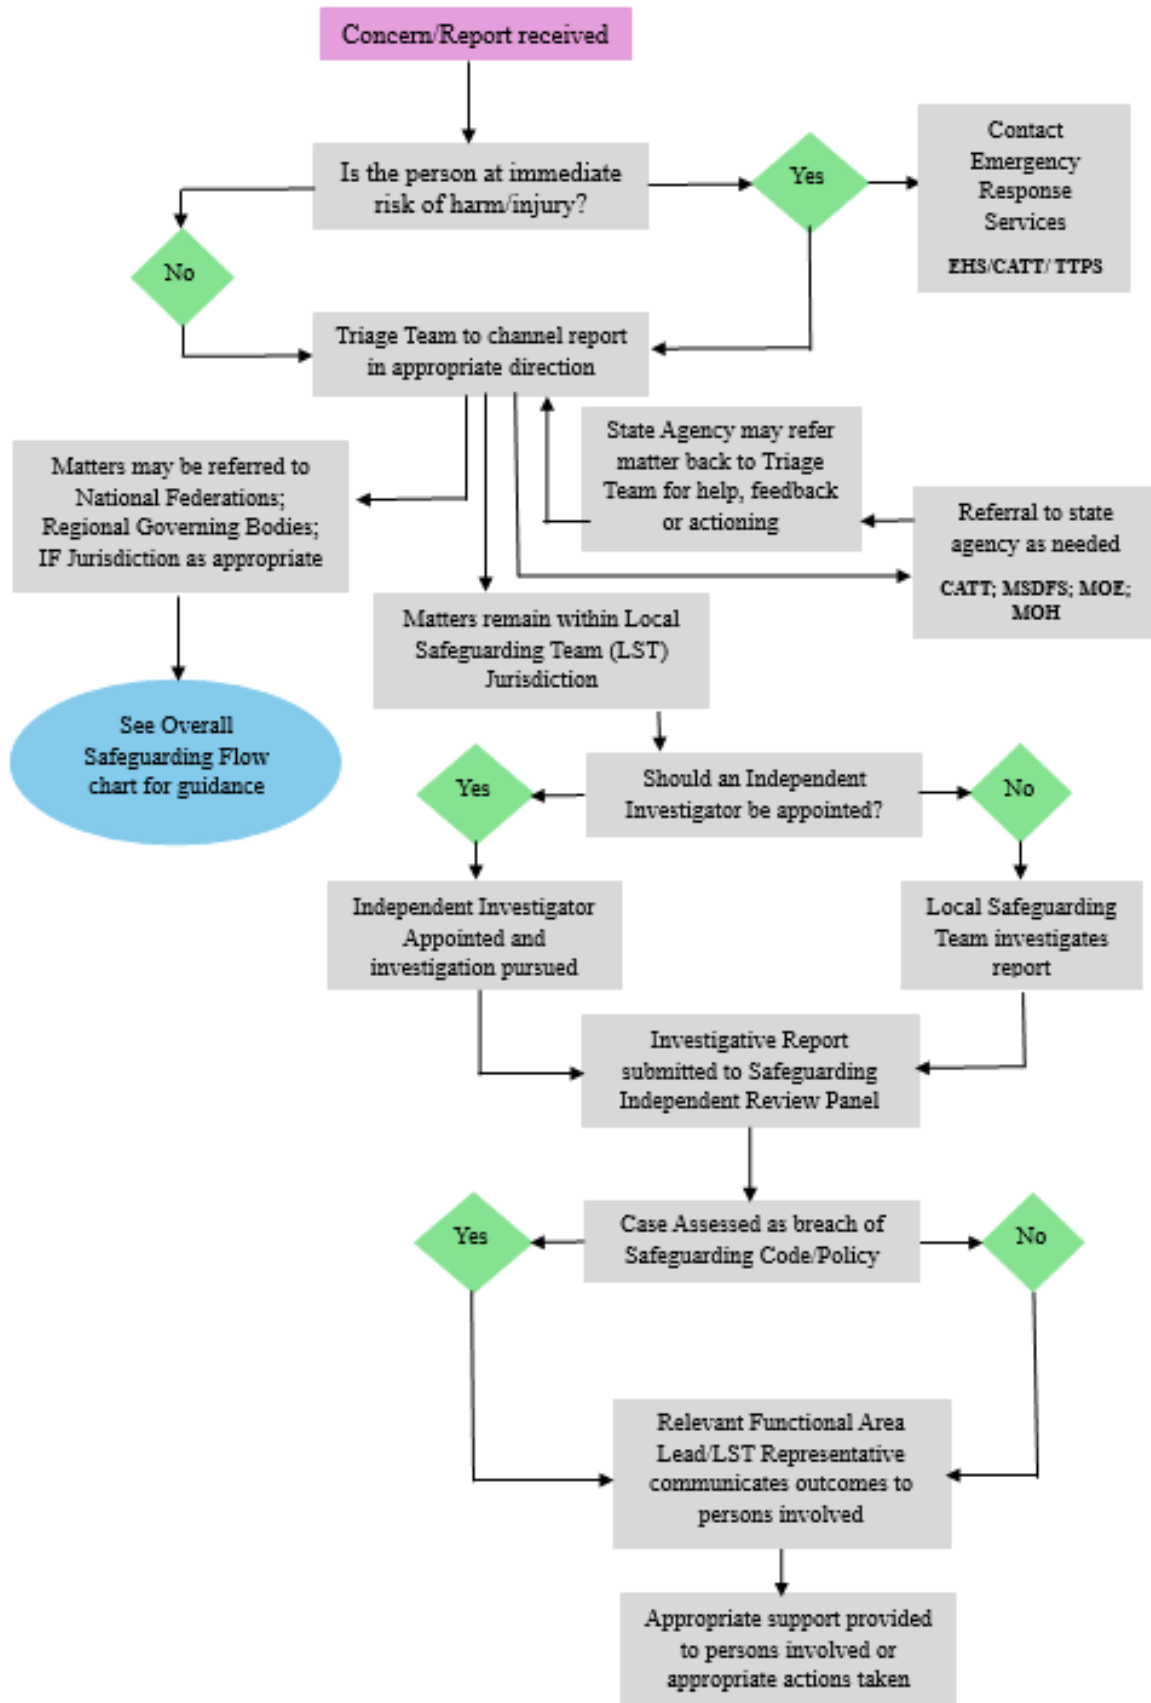 Concern/Report received
Is the person at immediate
risk of harm/injury?
Yes
Contact
Emergency
Response
Services
EHS/CATT/ TTPS
No
Triage Team to channel report
in appropriate direction
Matters may be referred to
National Federations;
Regional Governing Bodies;
IF Jurisdiction as appropriate
State Agency may refer
matter back to Triage
Team for help, feedback
or actioning
Referral to state
agency as needed
CATT; MSDFS; MOE;
MOH
Matters remain within Local
Safeguarding Team (LST)
Jurisdiction
See Overall
Safeguarding Flow
chart for guidance
Yes
Should an Independent
Investigator be appointed?
No
Independent Investigator
Appointed and
investigation pursued
Local Safeguarding
Team investigates
report
Investigative Report
submitted to Safeguarding
Independent Review Panel
Yes
Case Assessed as breach of
Safeguarding Code/Policy
No
Relevant Functional Area
Lead/LST Representative
communicates outcomes to
persons involved
Appropriate support provided
to persons involved or
appropriate actions taken